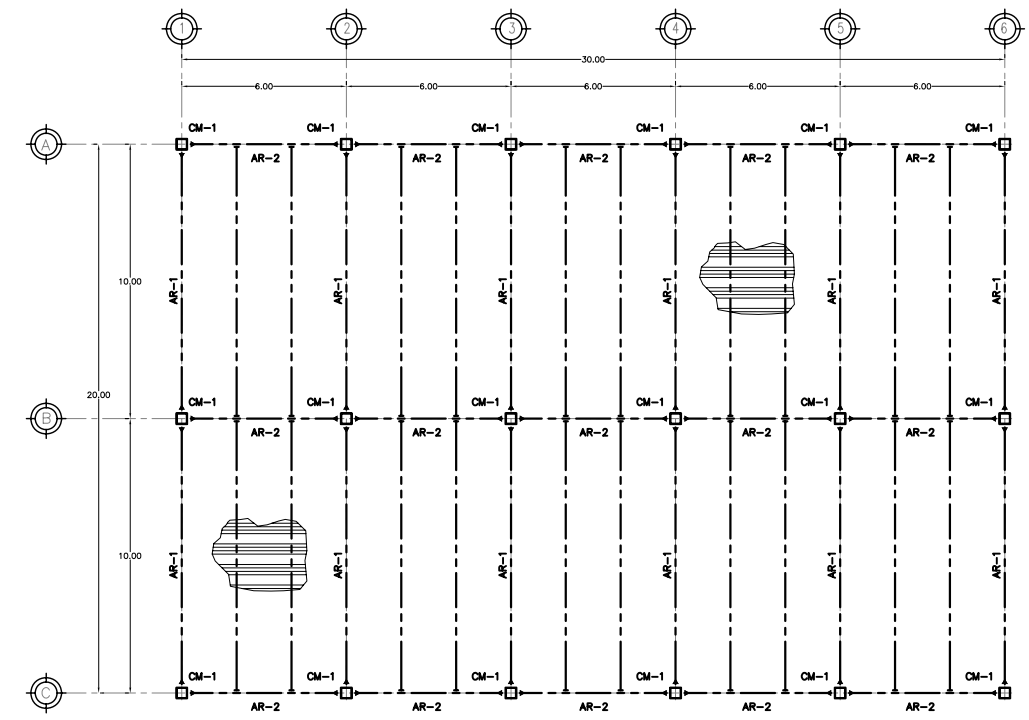 1 2 3 4 5 6
30.00
6.00 6.00 6.00 6.00 6.00
CM-1 CM-1 CM-1 CM-1 CM-1 CM-1
A
AR-2 AR-2 AR-2 AR-2 AR-2
10.00
AR-1 AR-1 AR-1 AR-1 AR-1 AR-1
20.00
CM-1 CM-1 CM-1 CM-1 CM-1 CM-1
B
AR-2 AR-2 AR-2 AR-2 AR-2
10.00
AR-1 AR-1 AR-1 AR-1 AR-1 AR-1
CM-1 CM-1 CM-1 CM-1 CM-1 CM-1
C
AR-2 AR-2 AR-2 AR-2 AR-2